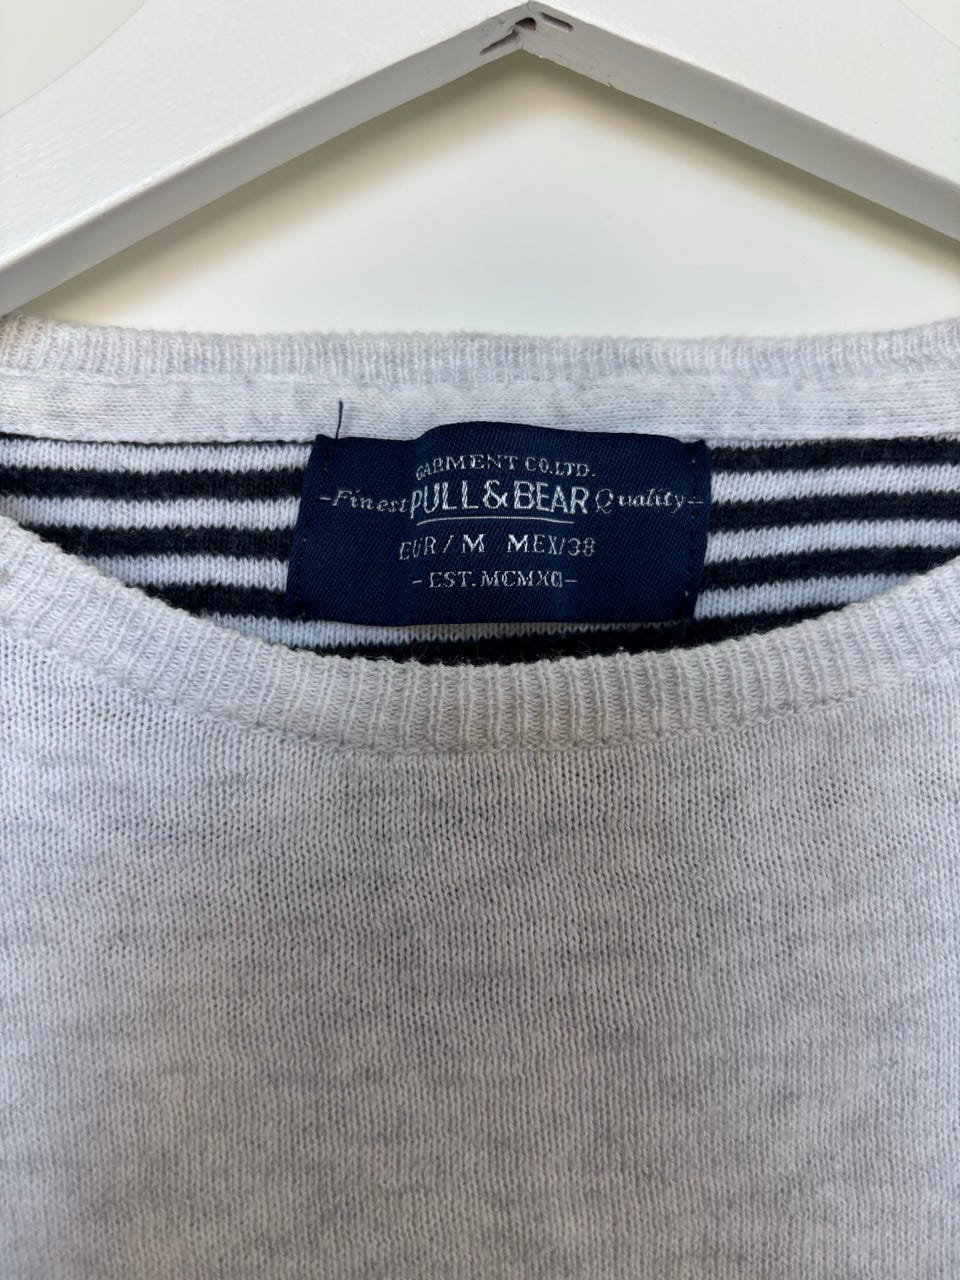 GARMENT CO.LTD.
-Finest PULL&BEAR Quality-
EUR/M MEX/38
- EST. MCMXCI-